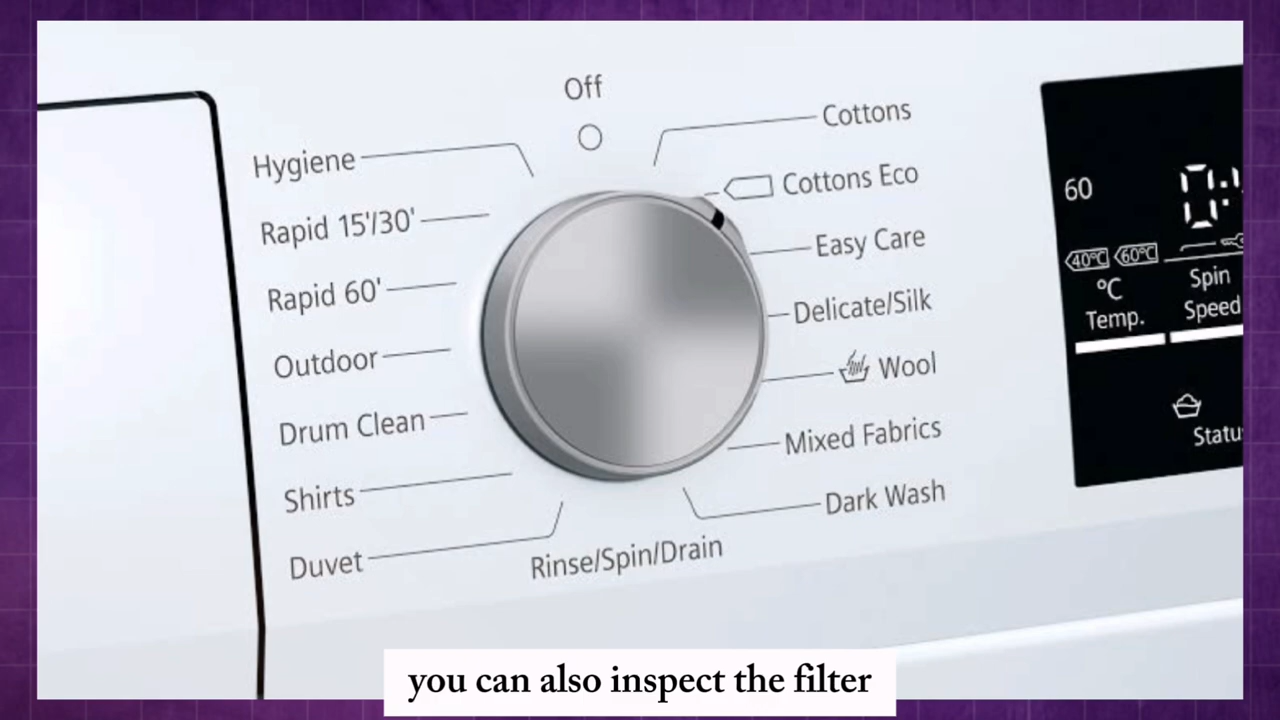 Off
Cottons
Cottons Eco
Easy Care
Delicate/Silk
Wool
Mixed Fabrics
Dark Wash
Rinse/Spin/Drain
Hygiene
Rapid 15'/30'
Rapid 60'
Outdoor
Drum Clean
Shirts
Duvet
60
40°C 60°C
°C
Temp.
Spin
Speed
you can also inspect the filter